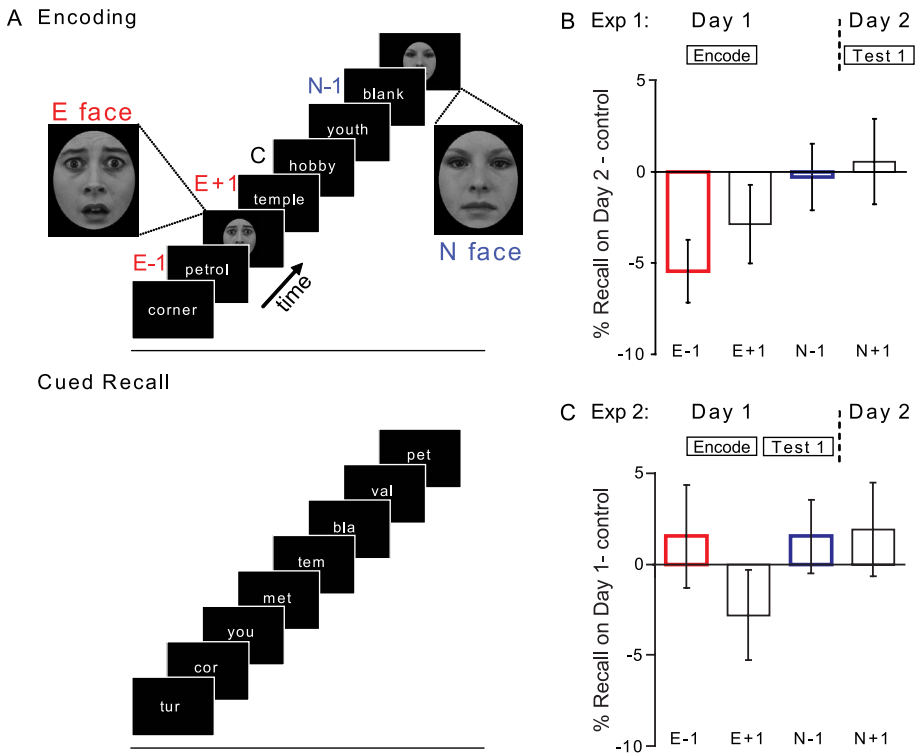 A Encoding
E face
E-1
corner
petrol
E+1
temple
C
hobby
youth
N-1
blank
N face
time
Cued Recall
tur
cor
you
met
tem
bla
val
pet
B Exp 1: Day 1 Day 2
Encode Test 1
% Recall on Day 2 - control
5
0
-5
-10
E-1 E+1 N-1 N+1
C Exp 2: Day 1 Day 2
Encode Test 1
% Recall on Day 1- control
5
0
-5
-10
E-1 E+1 N-1 N+1